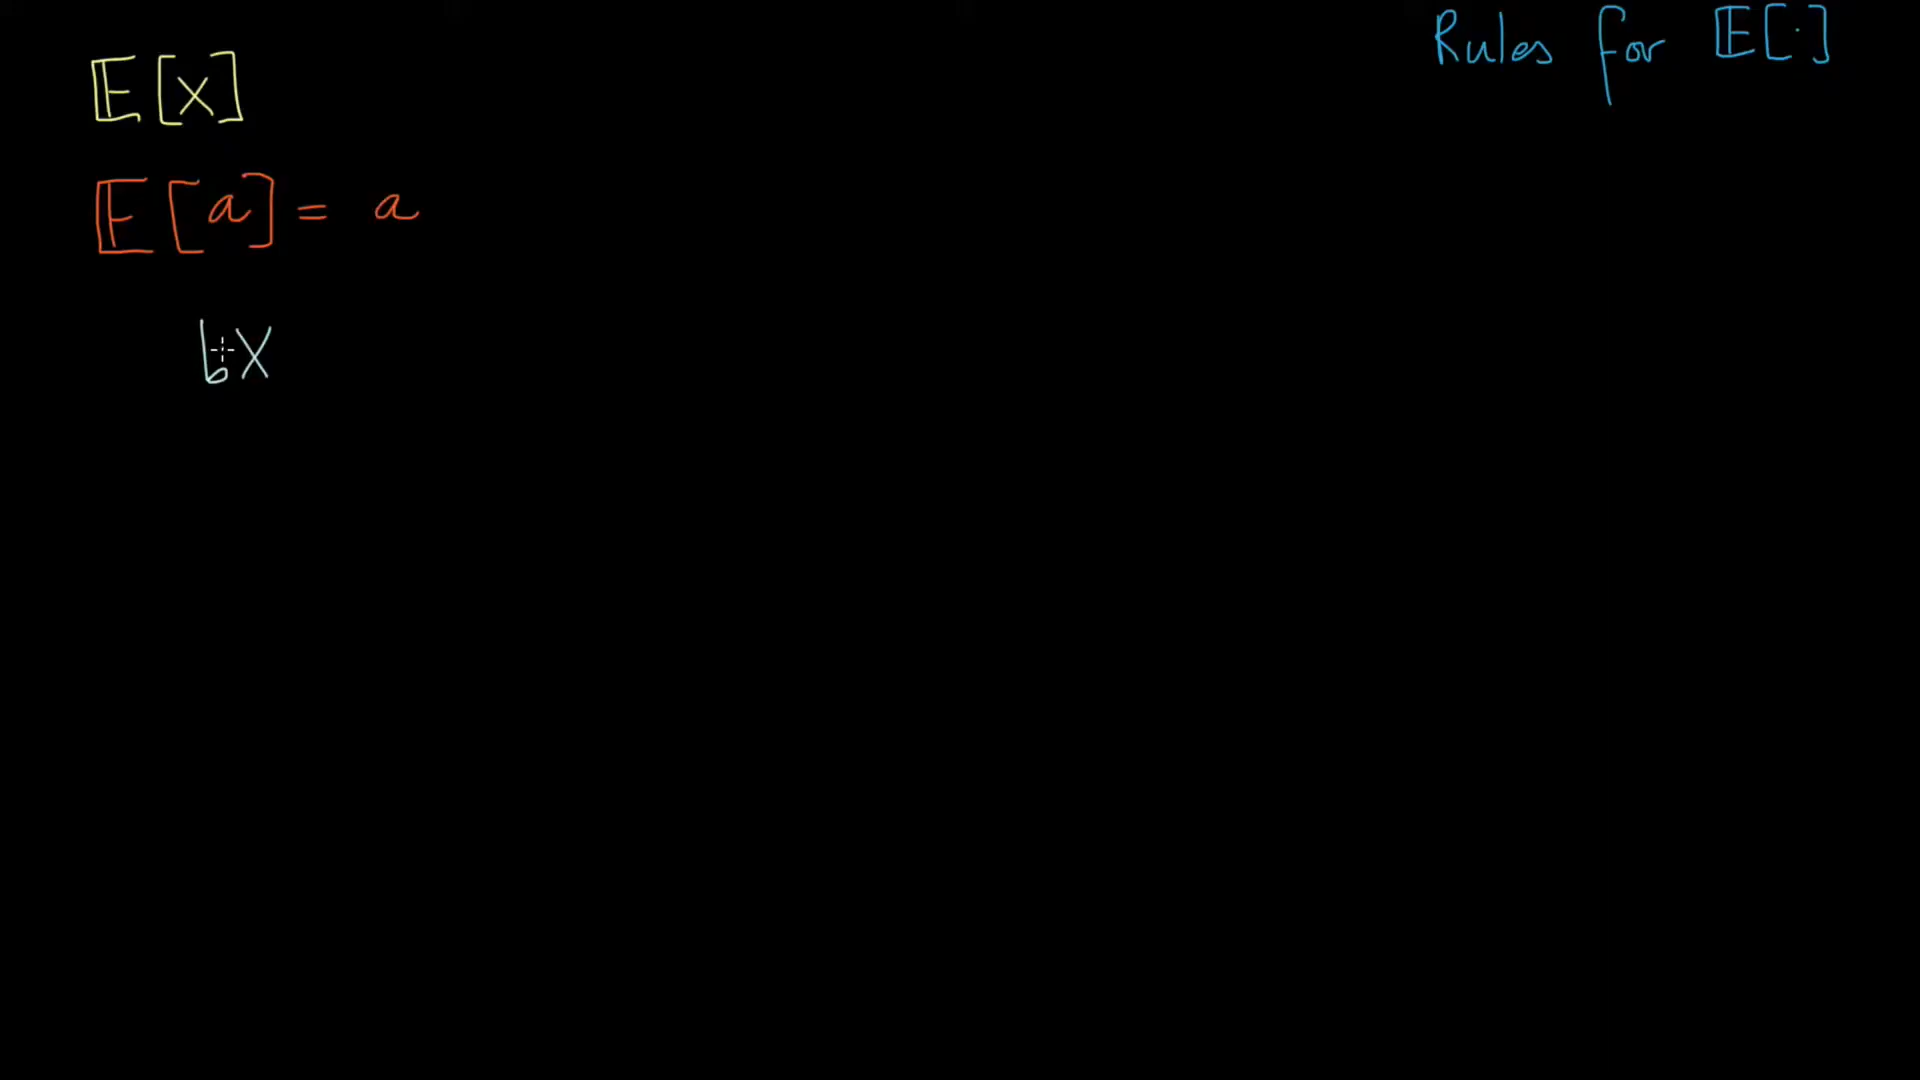 Rules for 𝔼[·]
𝔼[x]
𝔼[a] = a
bX